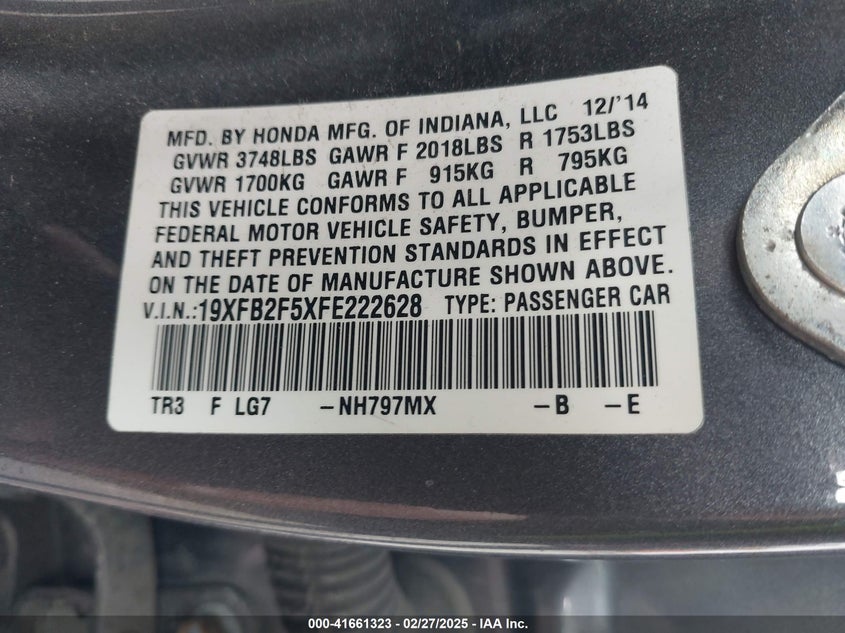 MFD. BY HONDA MFG. OF INDIANA, LLC 12/'14
GVWR 3748LBS GAWR F 2018LBS R 1753LBS
GVWR 1700KG GAWR F 915KG R 795KG
THIS VEHICLE CONFORMS TO ALL APPLICABLE
FEDERAL MOTOR VEHICLE SAFETY, BUMPER,
AND THEFT PREVENTION STANDARDS IN EFFECT
ON THE DATE OF MANUFACTURE SHOWN ABOVE.
V.I.N.:19XFB2F5XFE222628 TYPE: PASSENGER CAR
TR3 F LG7 -NH797MX -B -E
000-41661323 - 02/27/2025 - IAA Inc.